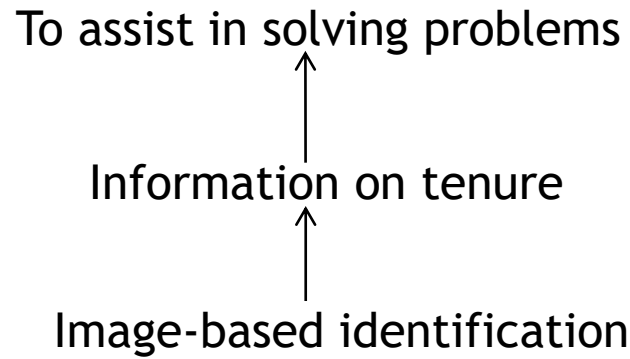 To assist in solving problems
Information on tenure
Image-based identification